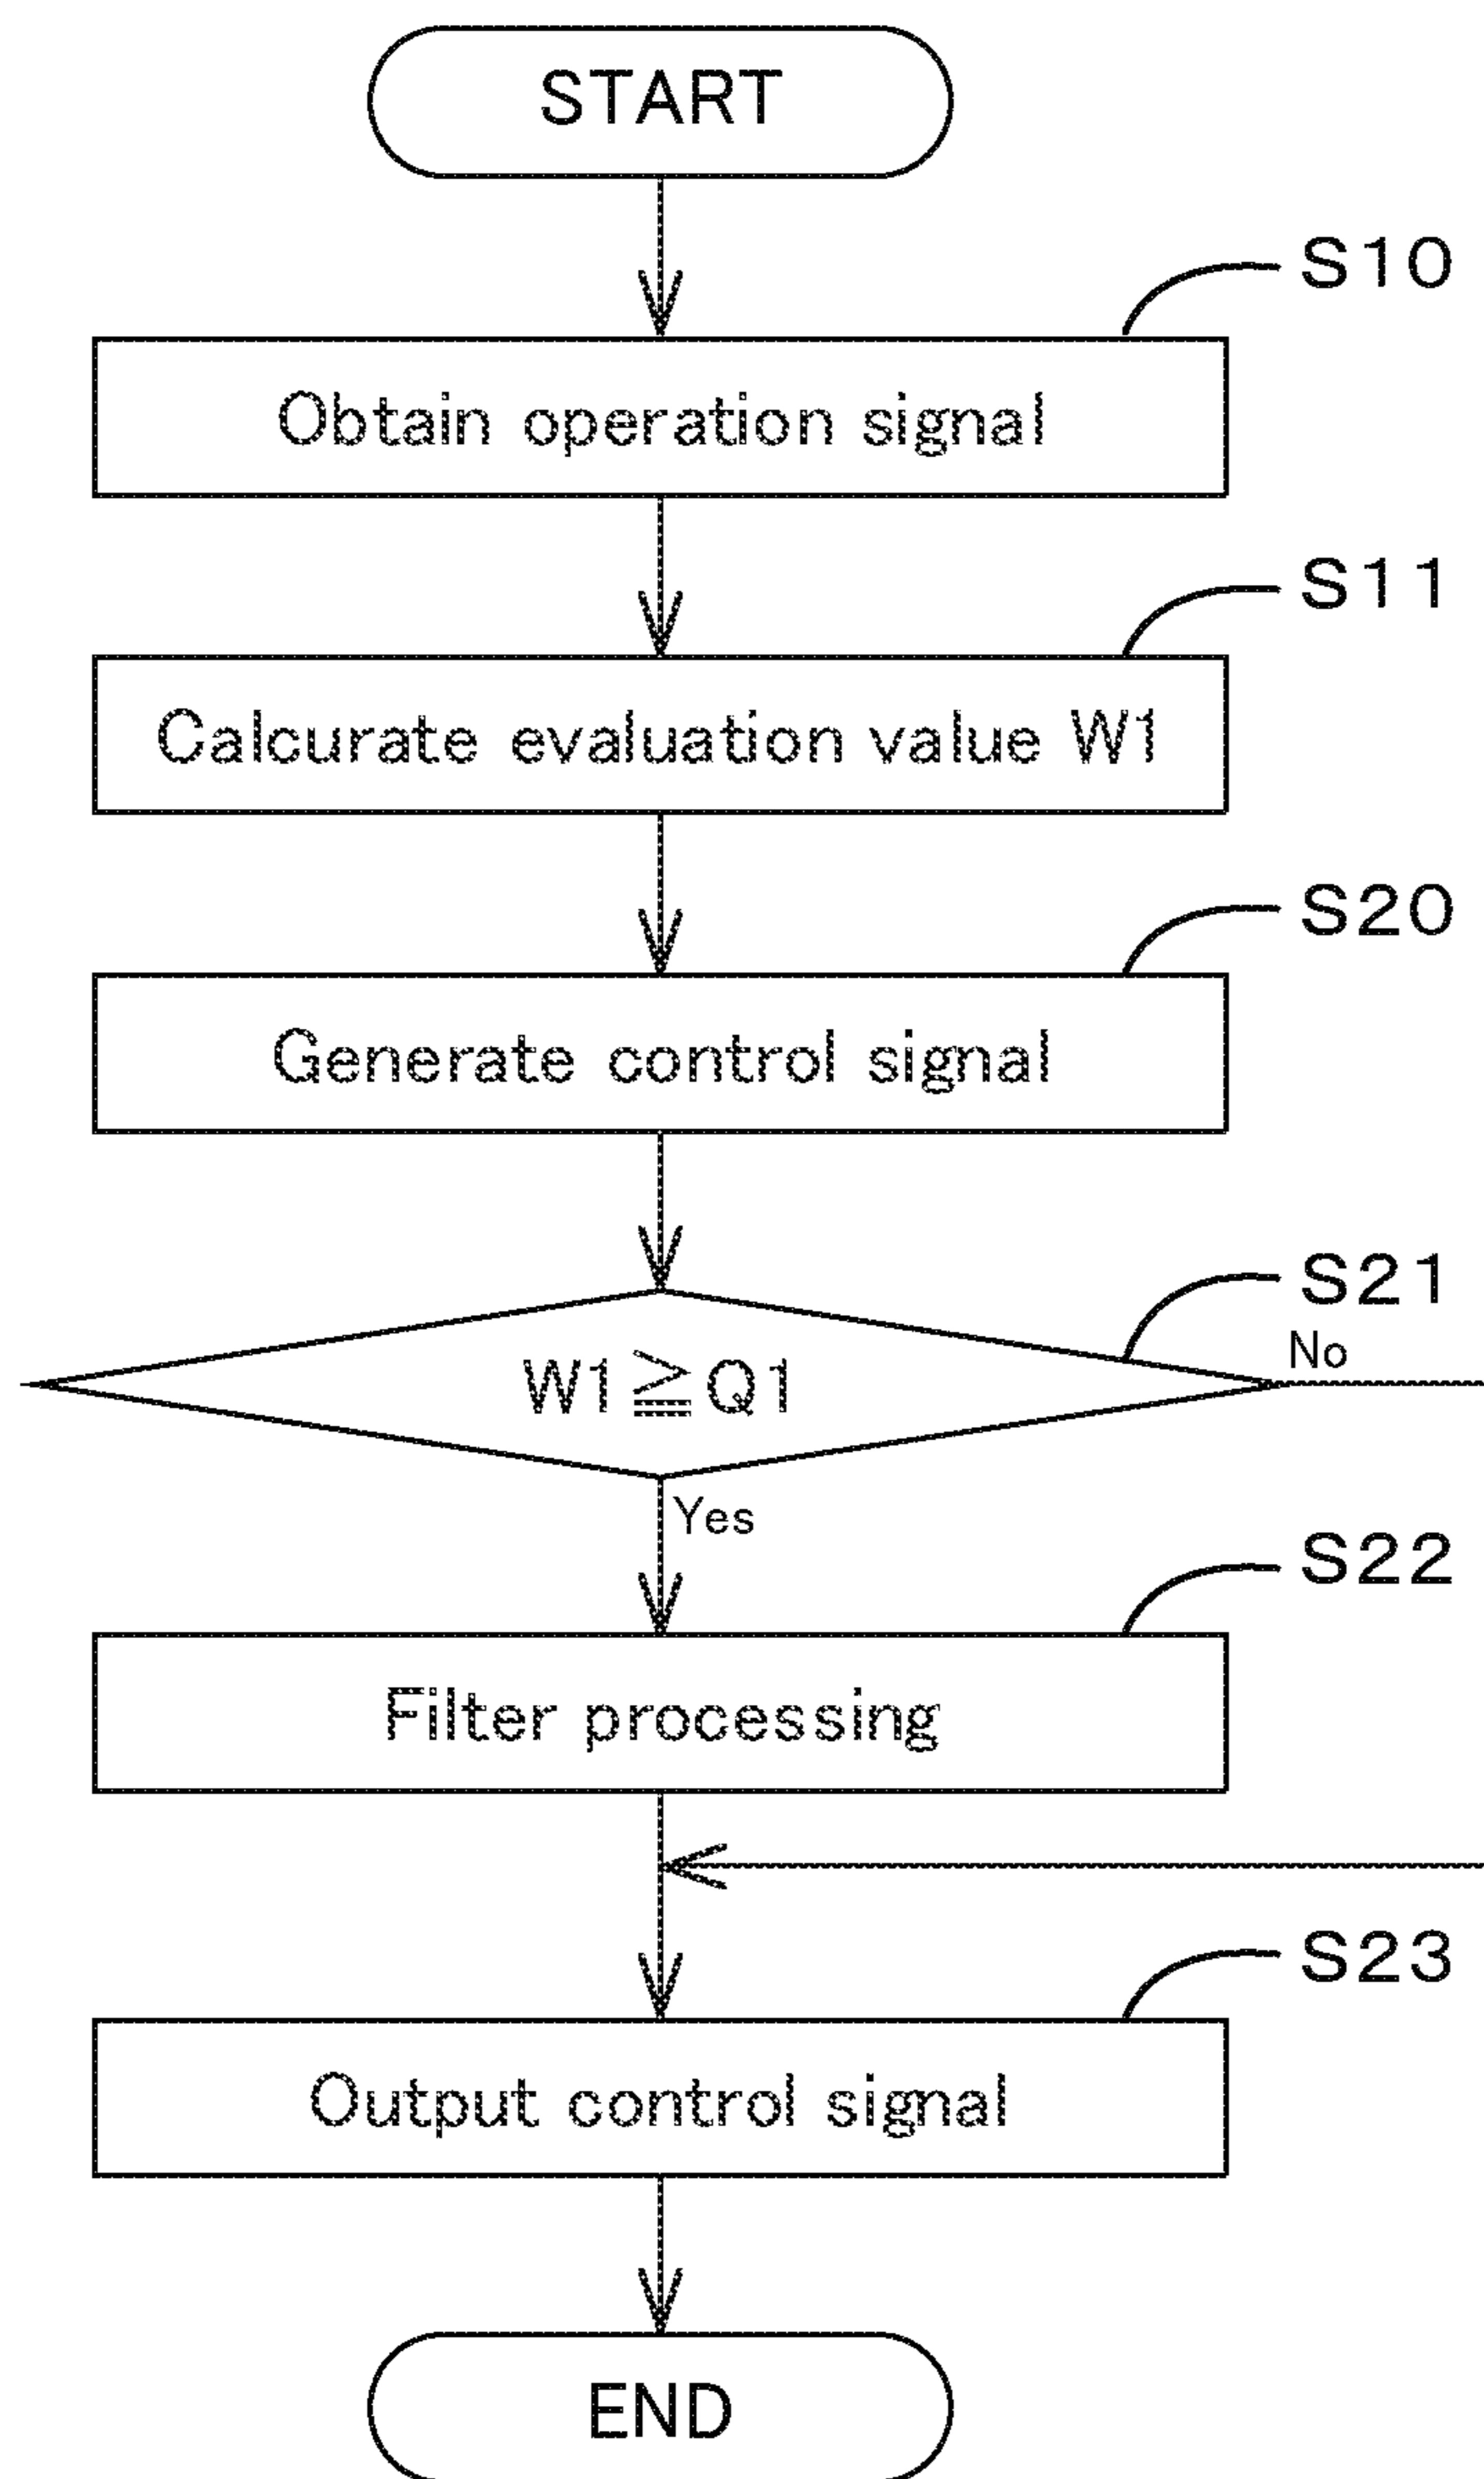 START
S10
Obtain operation signal
S11
Calcurate evaluation value W1
S20
Generate control signal
S21
W1≧Q1
No
Yes
S22
Filter processing
S23
Output control signal
END